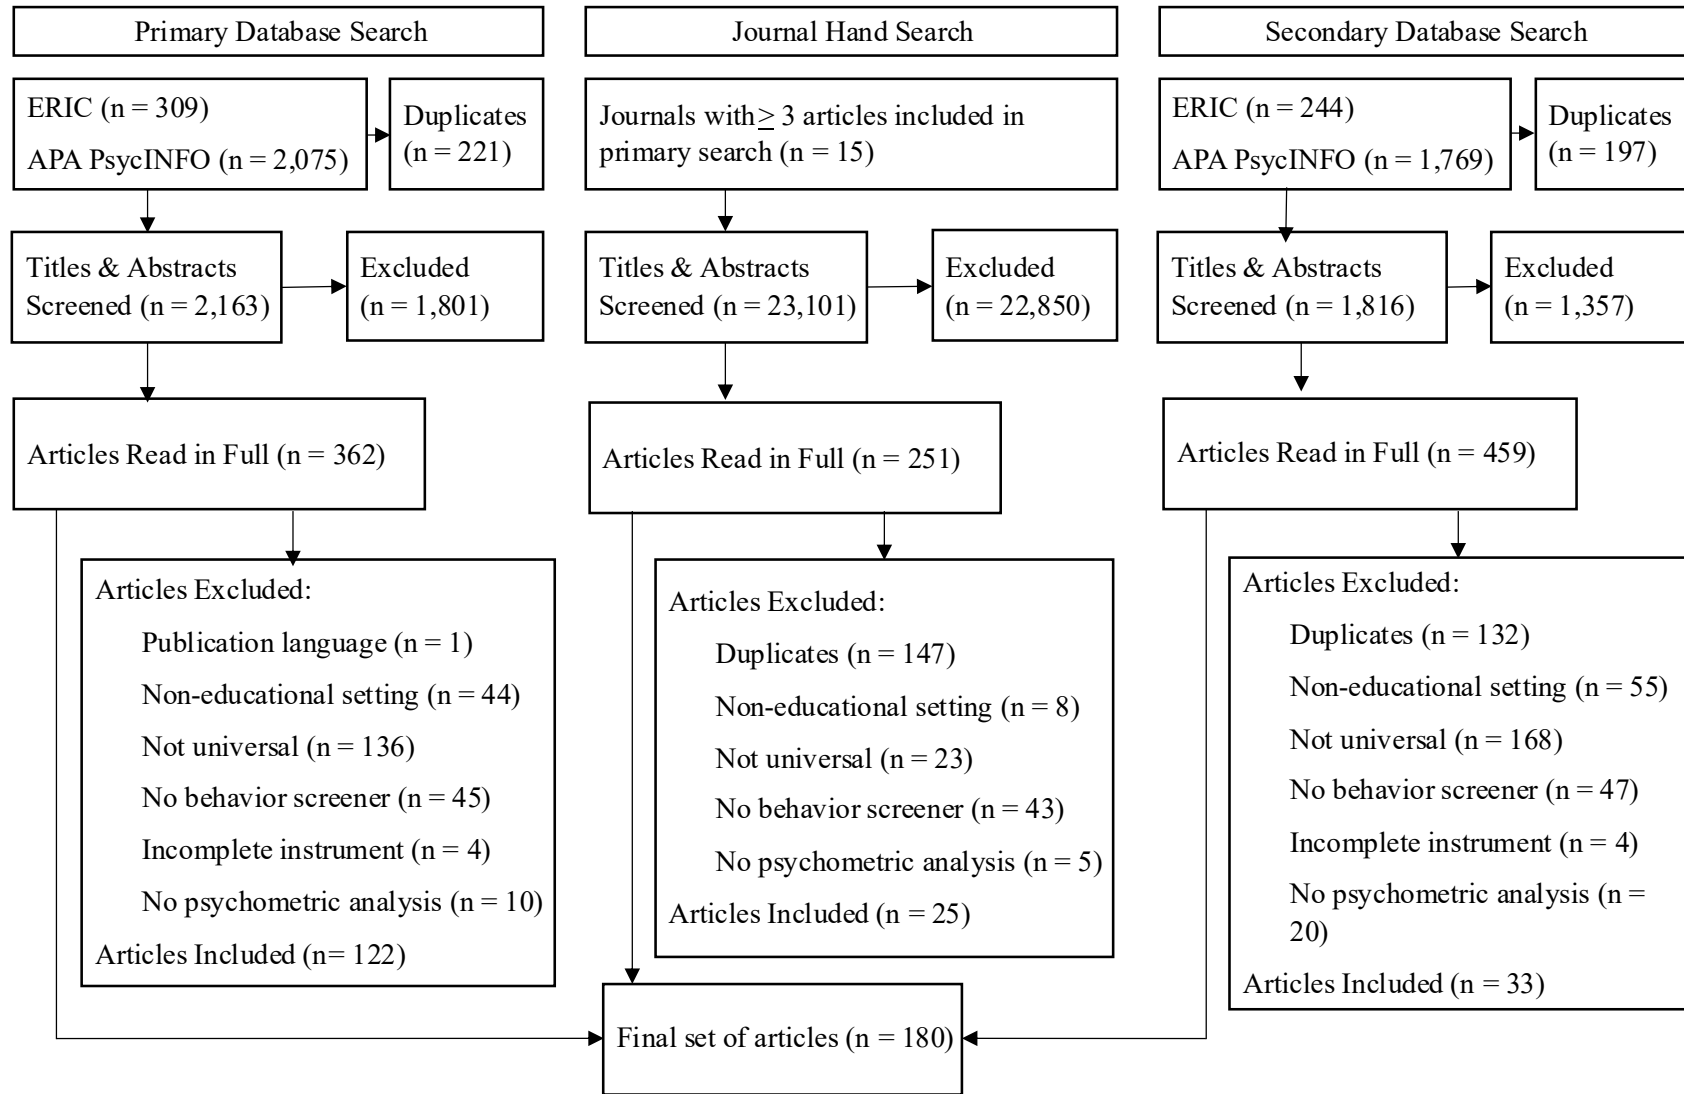 Primary Database Search
ERIC (n = 309)
APA PsycINFO (n = 2,075)
Duplicates
(n = 221)
Titles & Abstracts
Screened (n = 2,163)
Excluded
(n = 1,801)
Articles Read in Full (n = 362)
Articles Excluded:
Publication language (n = 1)
Non-educational setting (n = 44)
Not universal (n = 136)
No behavior screener (n = 45)
Incomplete instrument (n = 4)
No psychometric analysis (n = 10)
Articles Included (n= 122)
Journal Hand Search
Journals with ≥ 3 articles included in
primary search (n = 15)
Titles & Abstracts
Screened (n = 23,101)
Excluded
(n = 22,850)
Articles Read in Full (n = 251)
Articles Excluded:
Duplicates (n = 147)
Non-educational setting (n = 8)
Not universal (n = 23)
No behavior screener (n = 43)
No psychometric analysis (n = 5)
Articles Included (n = 25)
Secondary Database Search
ERIC (n = 244)
APA PsycINFO (n = 1,769)
Duplicates
(n = 197)
Titles & Abstracts
Screened (n = 1,816)
Excluded
(n = 1,357)
Articles Read in Full (n = 459)
Articles Excluded:
Duplicates (n = 132)
Non-educational setting (n = 55)
Not universal (n = 168)
No behavior screener (n = 47)
Incomplete instrument (n = 4)
No psychometric analysis (n =
20)
Articles Included (n = 33)
Final set of articles (n = 180)